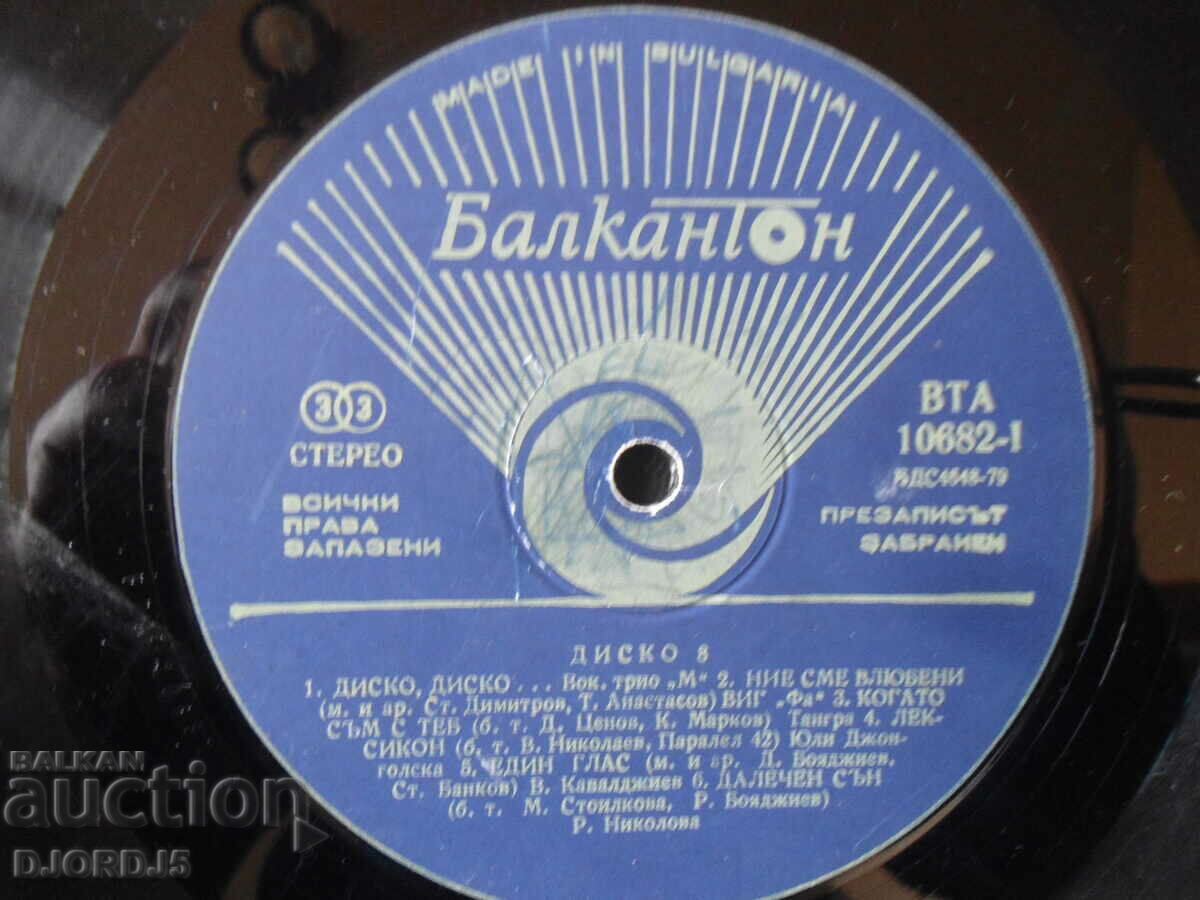 MADE IN BULGARIA
Балкантон
33
СТЕРЕО
ВСИЧКИ
ПРАВА
ЗАПАЗЕНИ
ВТА
10682-I
БДС4648-79
ПРЕЗАПИСЪТ
ЗАБРАНЕН
ДИСКО 8
1. ДИСКО, ДИСКО... Вок. трио „М“ 2. НИЕ СМЕ ВЛЮБЕНИ
(м. и ар. Ст. Димитров, Т. Анастасов) ВИГ „Фа“ 3. КОГАТО
СЪМ С ТЕБ (б. т. Д. Ценов, К. Марков) Тангра 4. ЛЕК-
СИКОН (б. т. В. Николаев, Паралел 42) Юли Джон-
голска 5. ЕДИН ГЛАС (м. и ар. Л. Бояджиев,
Ст. Банков) В. Кавалджиев 6. ДАЛЕЧЕН СЪН
(б. т. М. Стоилкова, Р. Бояджиев)
Р. Николова
BALKAN
auction
DJORDJ5